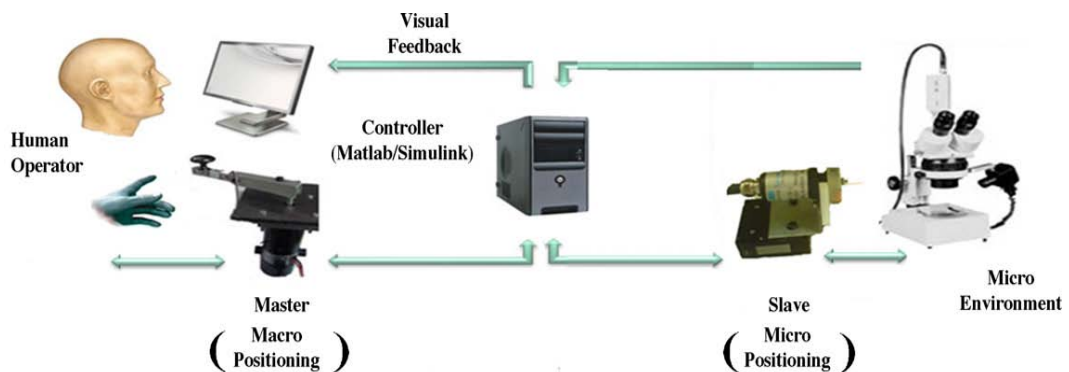 Visual
Feedback
Human
Operator
Controller
(Matlab/Simulink)
Master
(Macro
Positioning)
Slave
(Micro
Positioning)
Micro
Environment